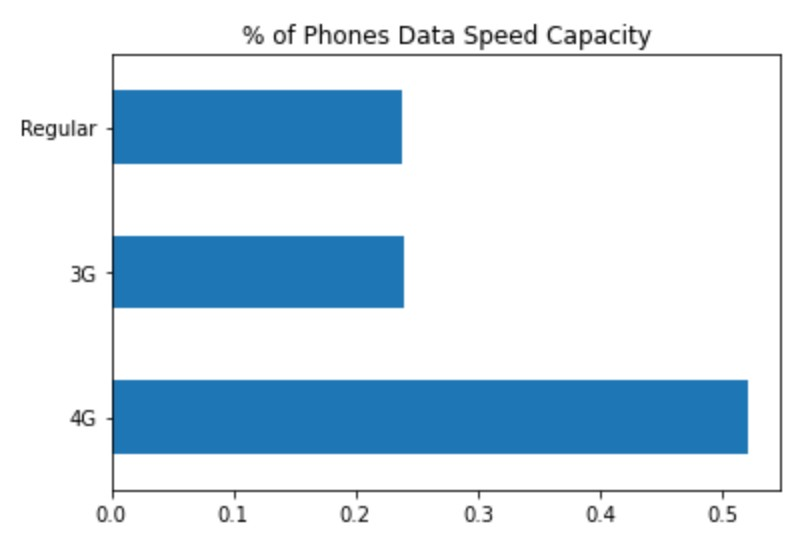 % of Phones Data Speed Capacity
Regular
3G
4G
0.0 0.1 0.2 0.3 0.4 0.5